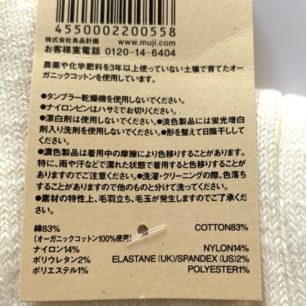 4550002200558
株式会社良品計画 www.muji.com
お客様室電話 0120-14-6404
農薬や化学肥料を3年以上使っていない土壌で育てたオー
ガニックコットンを使用しています。
●タンブラー乾燥機を使用しないでください。
●ナイロンピンはハサミでお切りください。
●漂白剤は使用しないでください。●淡色製品には蛍光増白
剤入り洗剤を使用しないでください。●形を整えて日陰干ししてく
ださい。
●濃色製品は着用中の摩擦により色移りすることがあります。
特に、雨や汗などで濡れた状態で着用すると色移りすることが
ありますのでご注意ください。●洗濯・クリーニングの際、色落ち
することがありますので他のものと分けて洗ってください。
●素材の特性上、毛羽立ち、毛玉が発生しますのでご了承くだ
さい。
綿83% COTTON83%
(オーガニックコットン100%使用)
ナイロン14% NYLON14%
ポリウレタン2% ELASTANE (UK)/SPANDEX (US)2%
ポリエステル1% POLYESTER1%